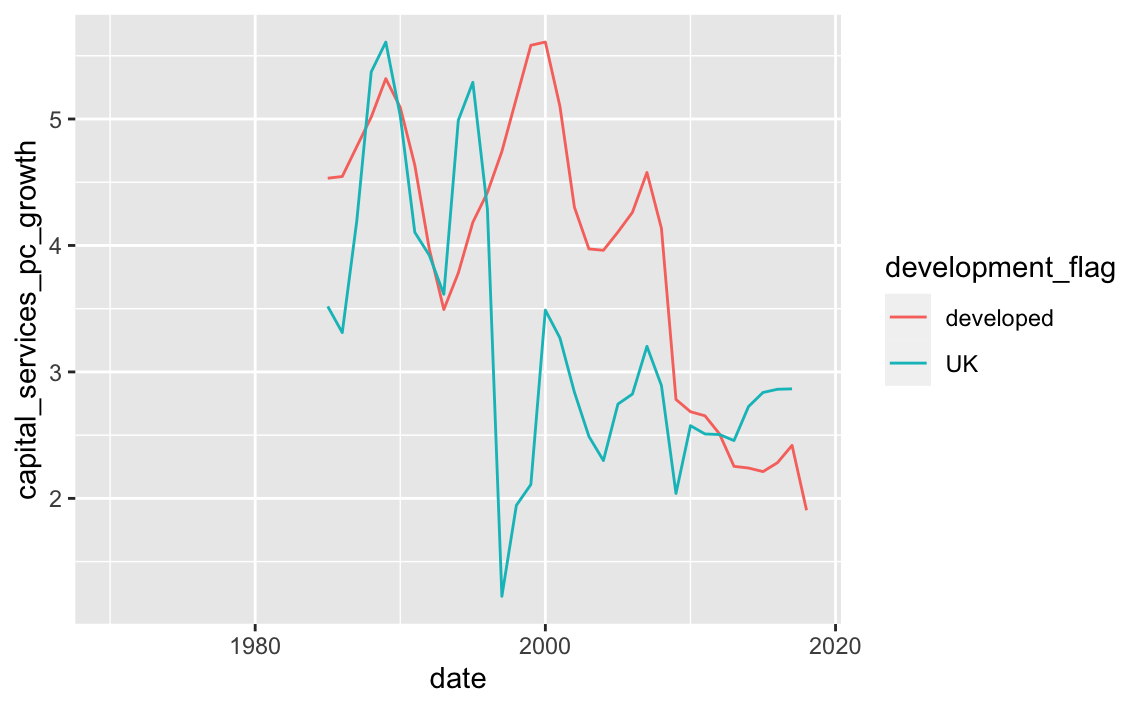 capital_services_pc_growth
5
4
3
2
1980
2000
2020
date
development_flag
developed
UK